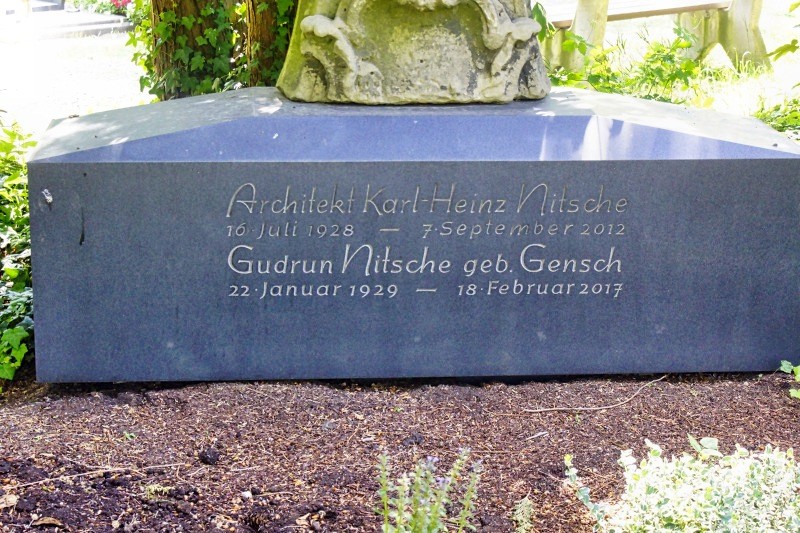 Architekt Karl-Heinz Nitsche
16·Juli 1928 — 7·September 2012
Gudrun Nitsche geb. Gensch
22·Januar 1929 — 18·Februar 2017